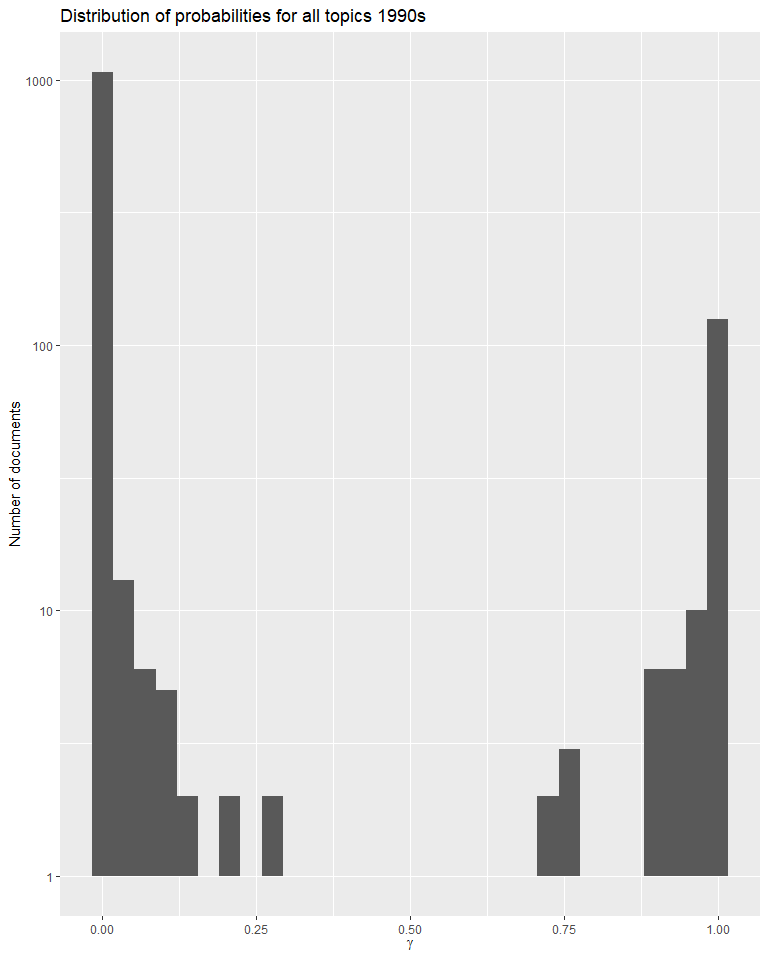 Distribution of probabilities for all topics 1990s
Number of documents
1000
100
10
1
0.00 0.25 0.50 0.75 1.00
γ